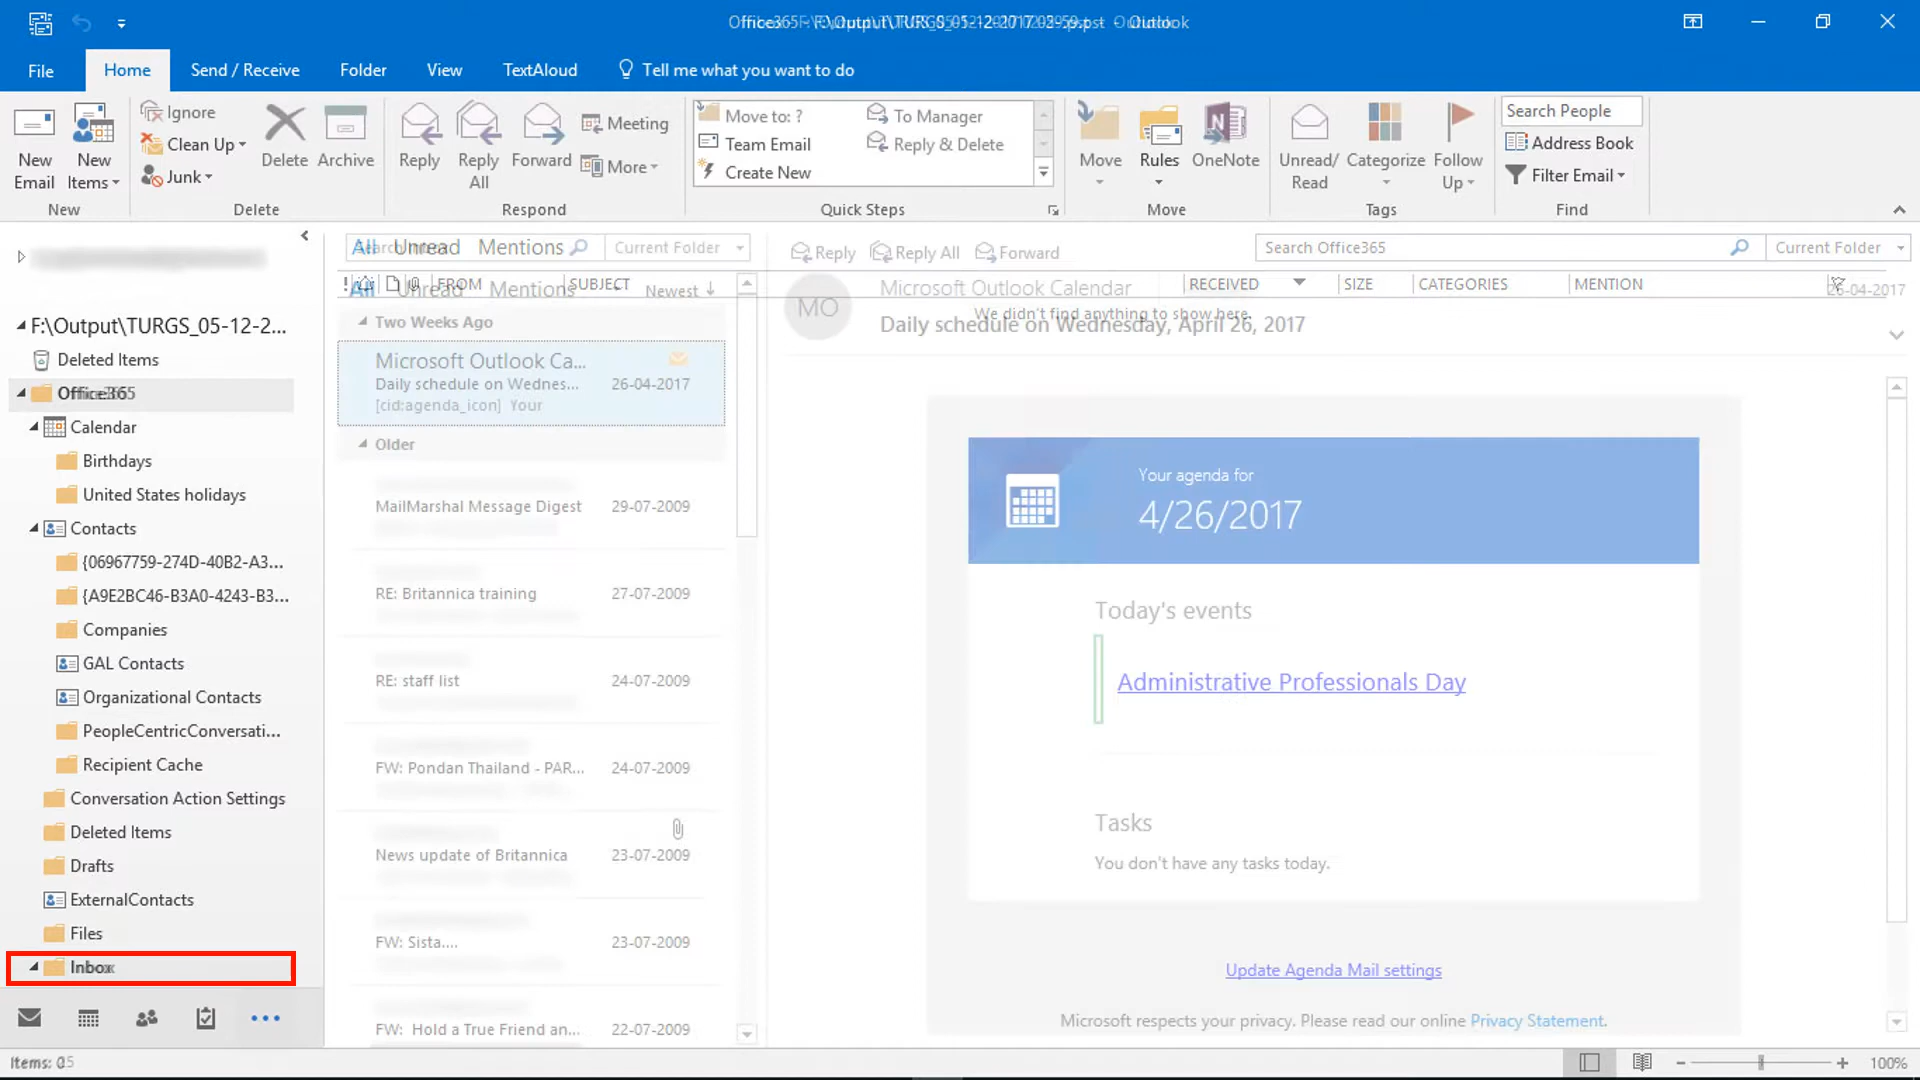 File
Home
Send / Receive
Folder
View
TextAloud
Tell me what you want to do
New Email
New Items
New
Ignore
Clean Up
Junk
Delete
Archive
Delete
Reply
Reply All
Forward
Meeting
More
Respond
Move to: ?
Team Email
Create New
To Manager
Reply & Delete
Quick Steps
Move
Rules
OneNote
Move
Unread/ Read
Categorize
Follow Up
Tags
Search People
Address Book
Filter Email
Find
F:\Output\TURGS_05-12-2...
Deleted Items
Office365
Calendar
Birthdays
United States holidays
Contacts
{06967759-274D-40B2-A3...
{A9E2BC46-B3A0-4243-B3...
Companies
GAL Contacts
Organizational Contacts
PeopleCentricConversati...
Recipient Cache
Conversation Action Settings
Deleted Items
Drafts
ExternalContacts
Files
Inbox
Items:
All Unread Mentions
Current Folder
FROM
SUBJECT
All Unread Mentions
Newest ↓
Two Weeks Ago
Microsoft Outlook Ca...
Daily schedule on Wednes... 26-04-2017
[cid:agenda_icon] Your
Older
MailMarshal Message Digest 29-07-2009
RE: Britannica training 27-07-2009
RE: staff list 24-07-2009
FW: Pondan Thailand - PAR... 24-07-2009
News update of Britannica 23-07-2009
FW: Sista.... 23-07-2009
FW: Hold a True Friend an... 22-07-2009
Reply Reply All Forward
Search Office365
Current Folder
RECEIVED
SIZE
CATEGORIES
MENTION
MO
Microsoft Outlook Calendar
26-04-2017
We didn't find anything to show here.
Daily schedule on Wednesday, April 26, 2017
Your agenda for
4/26/2017
Today's events
Administrative Professionals Day
Tasks
You don't have any tasks today.
Update Agenda Mail settings
Microsoft respects your privacy. Please read our online Privacy Statement.
100%